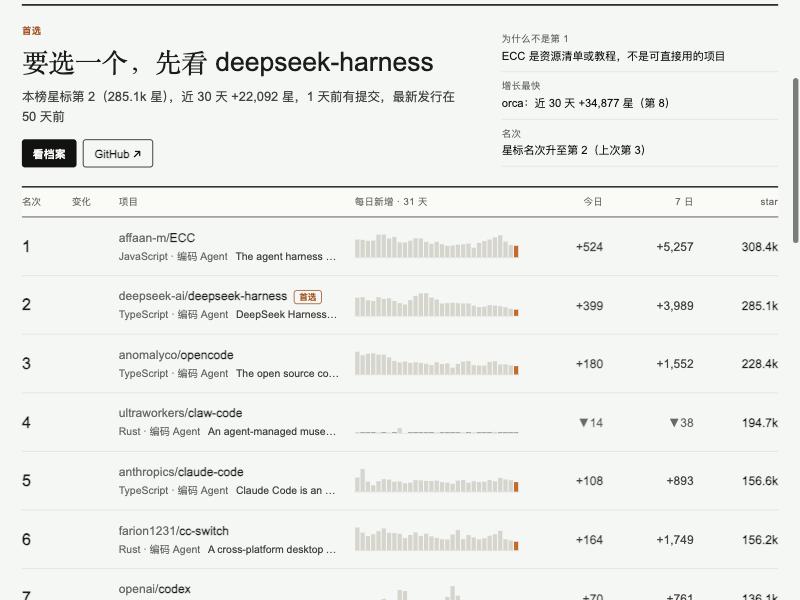 首选
要选一个，先看 deepseek-harness
本榜星标第 2（285.1k 星），近 30 天 +22,092 星，1 天前有提交，最新发行在
50 天前
看档案
GitHub ↗
为什么不是第 1
ECC 是资源清单或教程，不是可直接用的项目
增长最快
orca：近 30 天 +34,877 星（第 8）
名次
星标名次升至第 2（上次第 3）
名次 变化 项目 每日新增 · 31 天 今日 7 日 star
1 affaan-m/ECC +524 +5,257 308.4k
JavaScript · 编码 Agent The agent harness …
2 deepseek-ai/deepseek-harness 首选 +399 +3,989 285.1k
TypeScript · 编码 Agent DeepSeek Harness…
3 anomalyco/opencode +180 +1,552 228.4k
TypeScript · 编码 Agent The open source co…
4 ultraworkers/claw-code ▼14 ▼38 194.7k
Rust · 编码 Agent An agent-managed muse…
5 anthropics/claude-code +108 +893 156.6k
TypeScript · 编码 Agent Claude Code is an …
6 farion1231/cc-switch +164 +1,749 156.2k
Rust · 编码 Agent A cross-platform desktop …
7 openai/codex +70 +761 136.1k